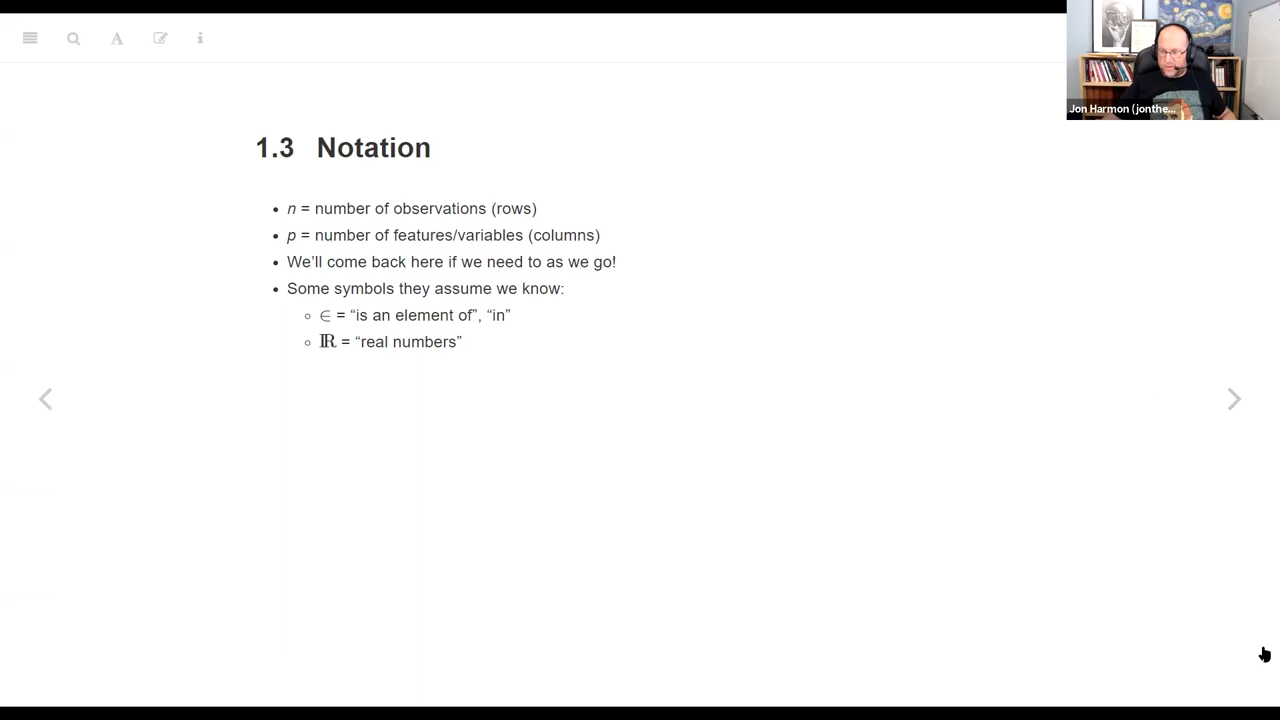 Jon Harmon (jonthe...
1.3 Notation
• n = number of observations (rows)
• p = number of features/variables (columns)
• We’ll come back here if we need to as we go!
• Some symbols they assume we know:
◦ ∈ = “is an element of”, “in”
◦ ℝ = “real numbers”